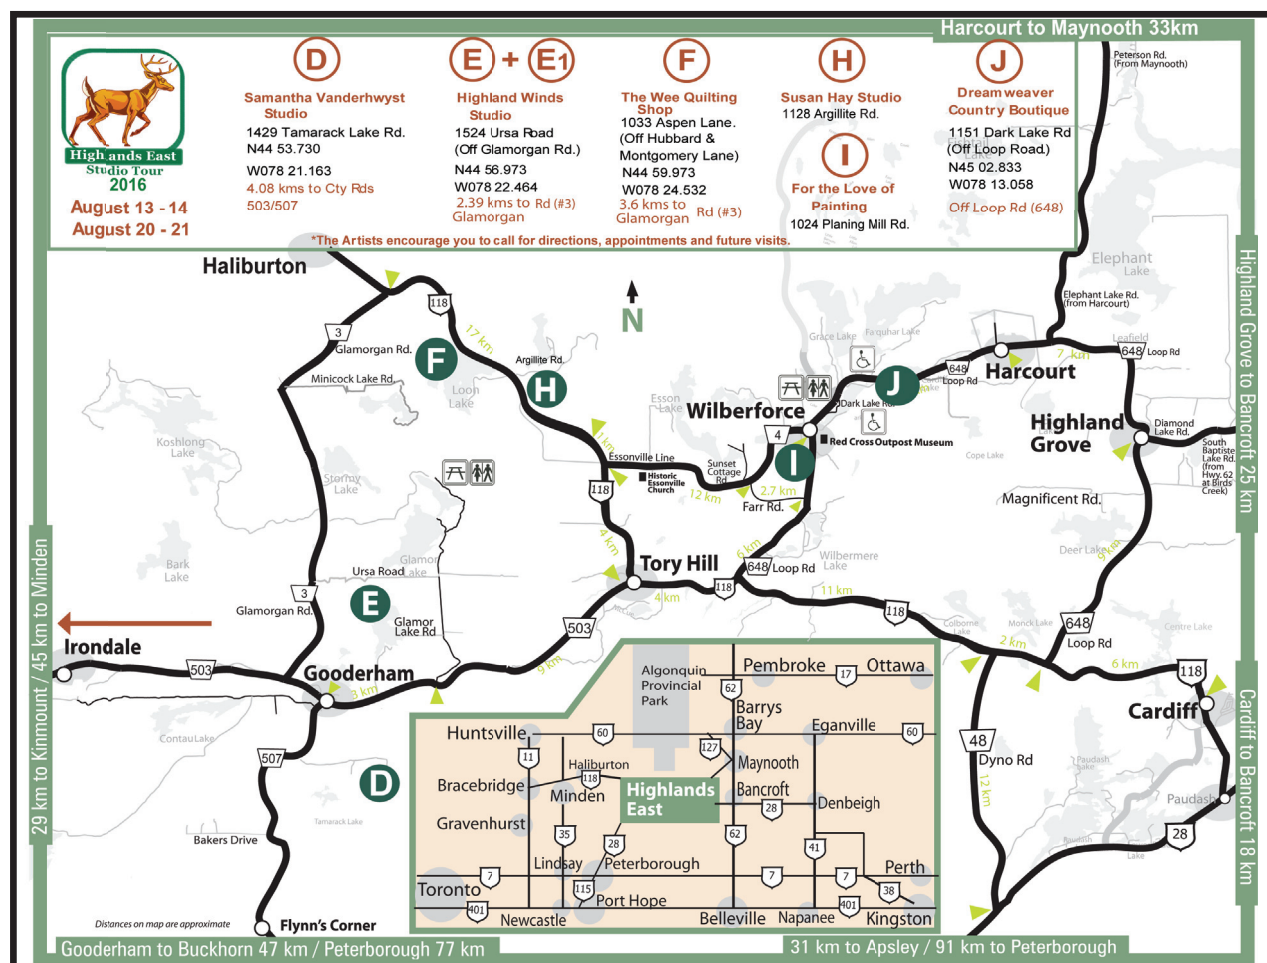 Harcourt to Maynooth 33km
Highlands East
Studio Tour
2016
August 13 - 14
August 20 - 21
D
Samantha Vanderhwyst
Studio
1429 Tamarack Lake Rd.
N44 53.730
W078 21.163
4.08 kms to Cty Rds
503/507
E + E1
Highland Winds
Studio
1524 Ursa Road
(Off Glamorgan Rd.)
N44 56.973
W078 22.464
2.39 kms to Rd (#3)
Glamorgan
F
The Wee Quilting
Shop
1033 Aspen Lane.
(Off Hubbard &
Montgomery Lane)
N44 59.973
W078 24.532
3.6 kms to
Glamorgan Rd (#3)
H
Susan Hay Studio
1128 Argillite Rd.
I
For the Love of
Painting
1024 Planing Mill Rd.
J
Dreamweaver
Country Boutique
1151 Dark Lake Rd
(Off Loop Road.)
N45 02.833
W078 13.058
Off Loop Rd (648)
*The Artists encourage you to call for directions, appointments and future visits.
Peterson Rd.
(From Maynooth)
Fishtail
Lake
Haliburton
Elephant
Lake
Elephant Lake Rd.
(from Harcourt)
N
118
17 km
3
Glamorgan Rd.
F
Argillite Rd.
H
Minicock Lake Rd.
Loon
Lake
Grace Lake
Farquhar Lake
Leafield
648
Loop Rd
7 km
Harcourt
J
648
Loop Rd
Esson
Lake
Wilberforce
Dark Lake Rd
4
Red Cross Outpost Museum
Highland
Grove
Diamond
Lake Rd.
South
Baptiste
Lake Rd.
(from
Hwy. 62
at Birds
Creek)
Cope Lake
Koshlong
Lake
1km
Essonville Line
Sunset
Cottage
Rd
I
Historic
Essonville
Church
12 km
2.7 km
Farr Rd.
Magnificent Rd.
Stormy
Lake
118
4 km
6 km
Deer Lake
9 km
Bark
Lake
Glamor
Lake
Ursa Road
E
Tory Hill
648
Loop Rd
Wilbermere
Lake
3
Glamorgan Rd.
Glamor
Lake Rd
4 km
118
11 km
118
503
Colborne
Lake
Monck Lake
648
Loop Rd
Centre Lake
Irondale
503
Gooderham
3 km
9 km
2 km
6 km
118
Cardiff
Contau Lake
507
D
Tamarack Lake
Bakers Drive
48
Dyno Rd
12 km
Paudash
Lake
Paudash
Paudash
Lake
28
Distances on map are approximate
Flynn's Corner
Algonquin
Provincial
Park
Pembroke
17
Ottawa
62
Barrys
Bay
Huntsville
60
Eganville
60
11
127
Maynooth
Haliburton
118
Bracebridge
Minden
Highlands
East
Bancroft
28
Denbeigh
Gravenhurst
35
28
62
41
Lindsay
Peterborough
Perth
7
7
7
Toronto
115
38
401
Newcastle
Port Hope
Belleville
Napanee
401
Kingston
29 km to Kinmount / 45 km to Minden
Highland Grove to Bancroft 25 km
Cardiff to Bancroft 18 km
Gooderham to Buckhorn 47 km / Peterborough 77 km
31 km to Apsley / 91 km to Peterborough